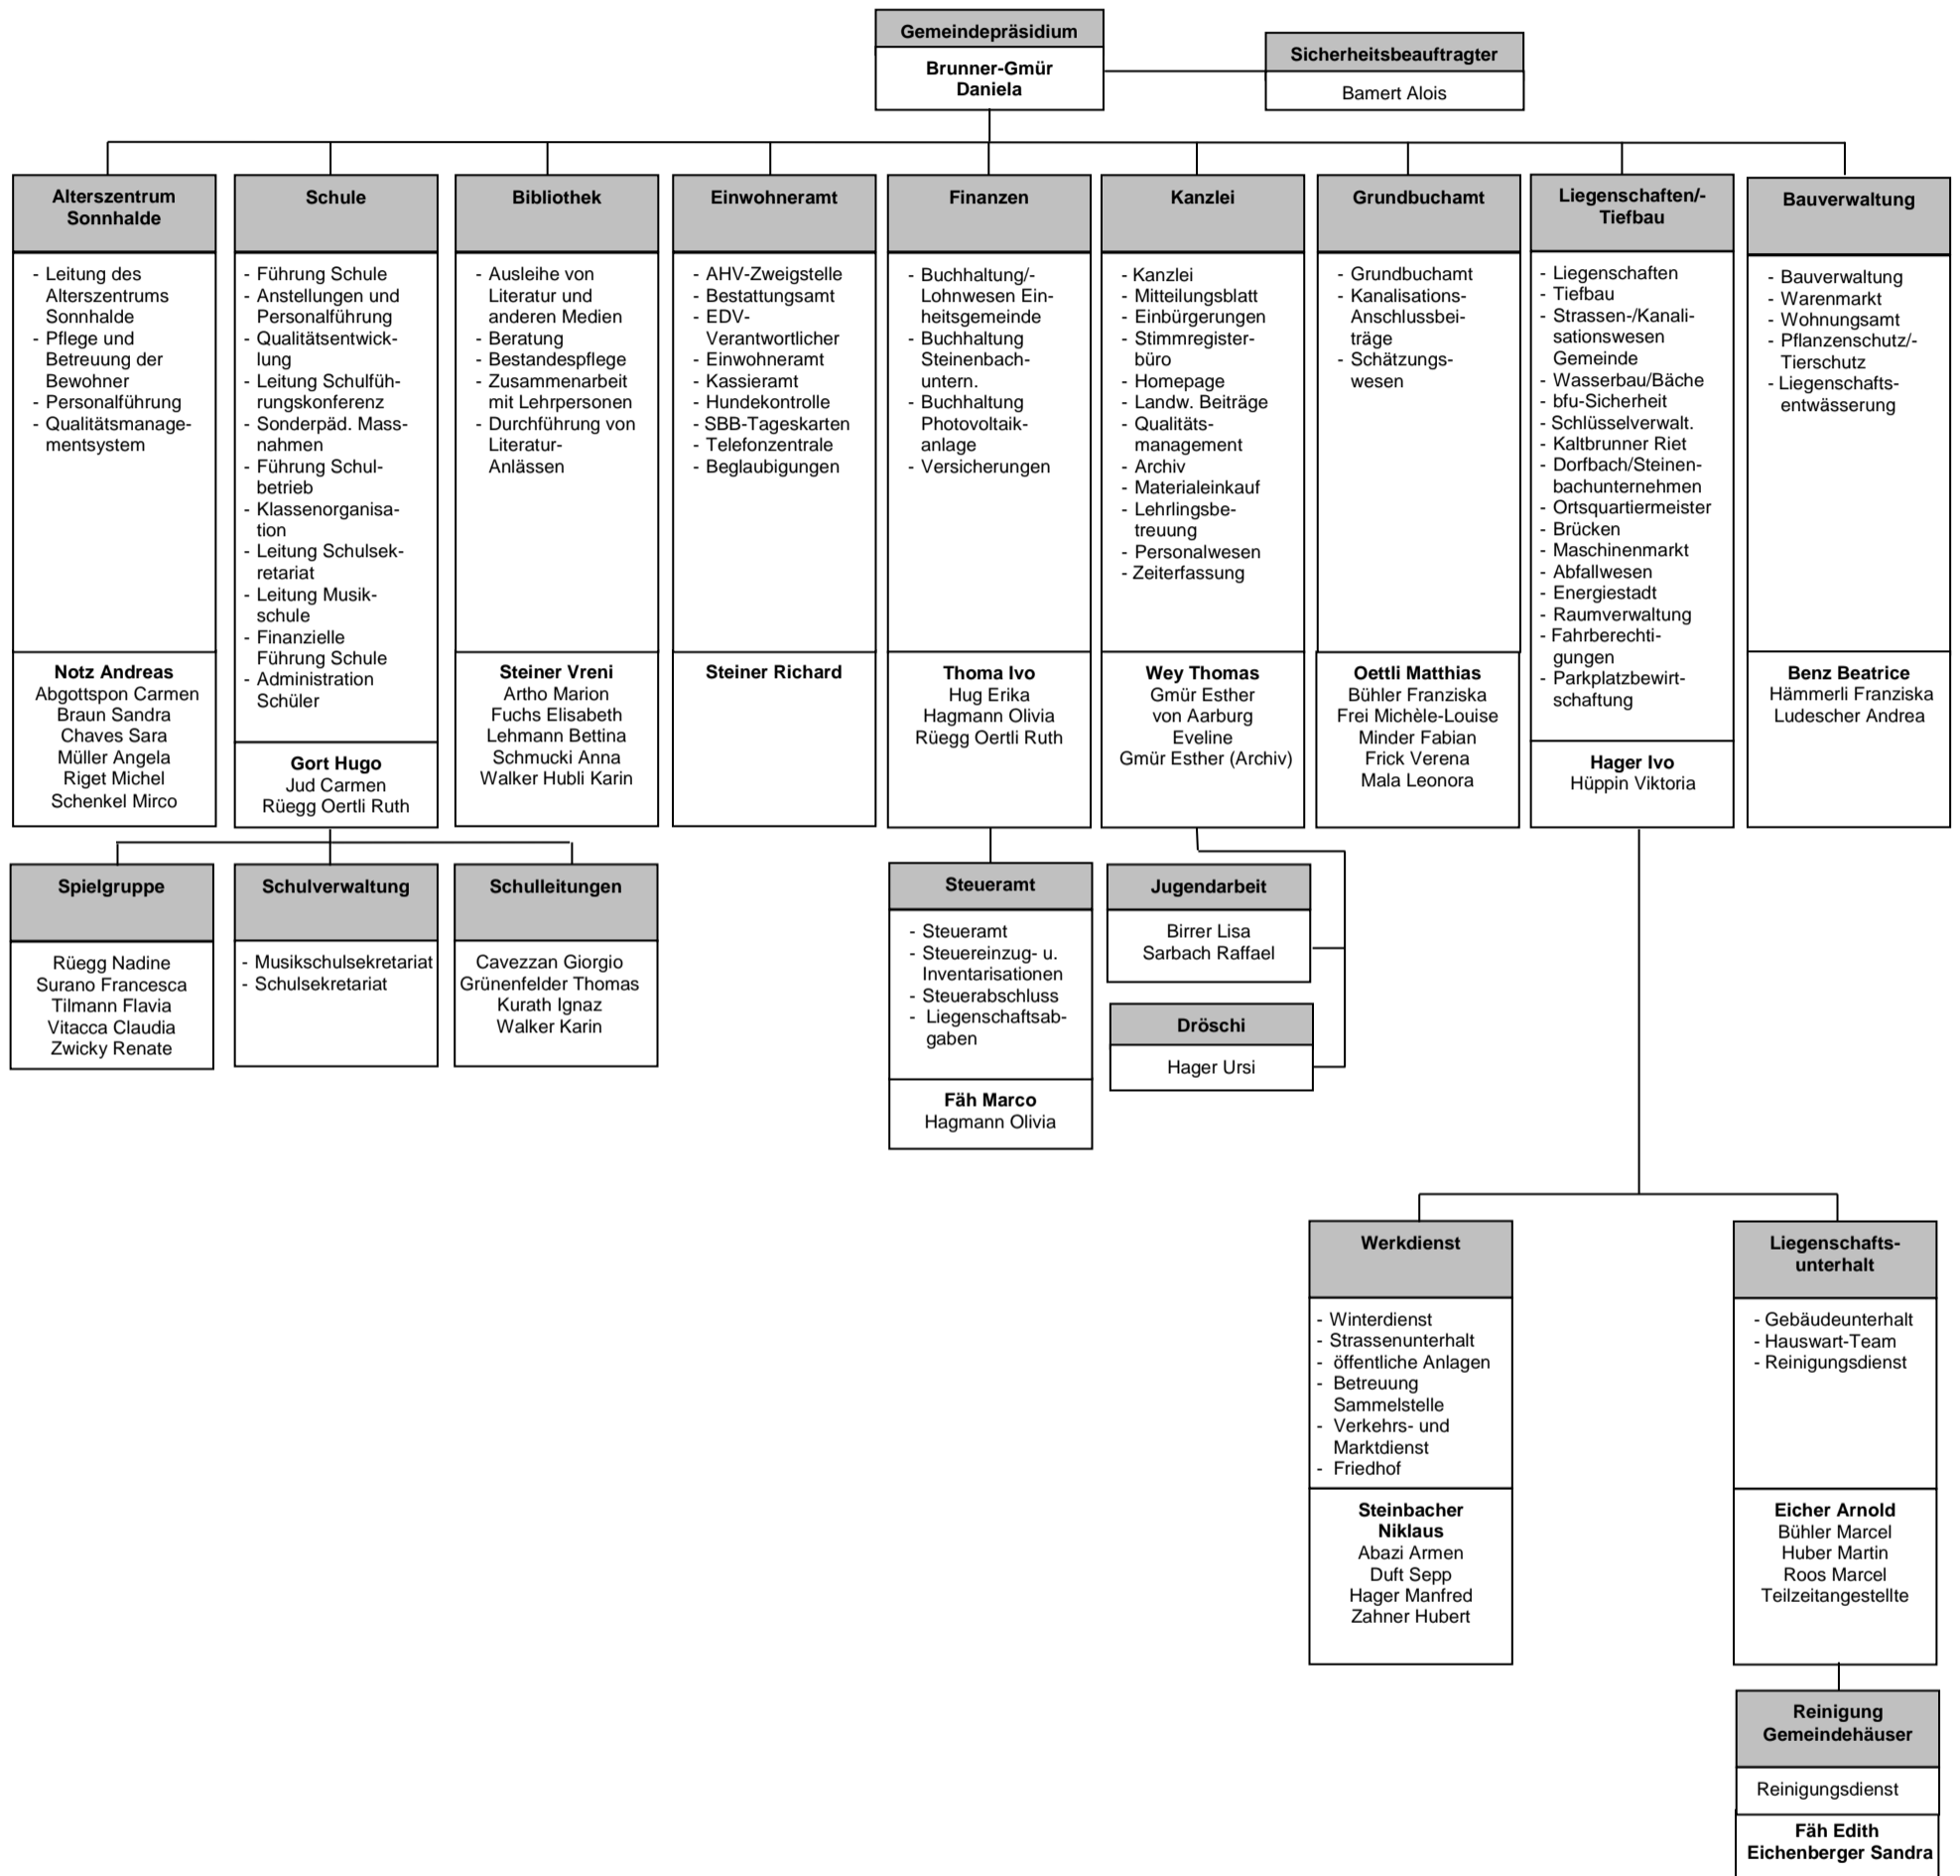 Gemeindepräsidium
Brunner-Gmür
Daniela
Sicherheitsbeauftragter
Bamert Alois
Alterszentrum
Sonnhalde
- Leitung des
Alterszentrums
Sonnhalde
- Pflege und
Betreuung der
Bewohner
- Personalführung
- Qualitätsmanage-
mentsystem
Notz Andreas
Abgottspon Carmen
Braun Sandra
Chaves Sara
Müller Angela
Riget Michel
Schenkel Mirco
Schule
- Führung Schule
- Anstellungen und
Personalführung
- Qualitätsentwick-
lung
- Leitung Schulfüh-
rungskonferenz
- Sonderpäd. Mass-
nahmen
- Führung Schul-
betrieb
- Klassenorganisa-
tion
- Leitung Schulsek-
retariat
- Leitung Musik-
schule
- Finanzielle
Führung Schule
- Administration
Schüler
Gort Hugo
Jud Carmen
Rüegg Oertli Ruth
Bibliothek
- Ausleihe von
Literatur und
anderen Medien
- Beratung
- Bestandespflege
- Zusammenarbeit
mit Lehrpersonen
- Durchführung von
Literatur-
Anlässen
Steiner Vreni
Artho Marion
Fuchs Elisabeth
Lehmann Bettina
Schmucki Anna
Walker Hubli Karin
Einwohneramt
- AHV-Zweigstelle
- Bestattungsamt
- EDV-
Verantwortlicher
- Einwohneramt
- Kassieramt
- Hundekontrolle
- SBB-Tageskarten
- Telefonzentrale
- Beglaubigungen
Steiner Richard
Finanzen
- Buchhaltung/-
Lohnwesen Ein-
heitsgemeinde
- Buchhaltung
Steinenbach-
untern.
- Buchhaltung
Photovoltaik-
anlage
- Versicherungen
Thoma Ivo
Hug Erika
Hagmann Olivia
Rüegg Oertli Ruth
Kanzlei
- Kanzlei
- Mitteilungsblatt
- Einbürgerungen
- Stimmregister-
büro
- Homepage
- Landw. Beiträge
- Qualitäts-
management
- Archiv
- Materialeinkauf
- Lehrlingsbe-
treuung
- Personalwesen
- Zeiterfassung
Wey Thomas
Gmür Esther
von Aarburg
Eveline
Gmür Esther (Archiv)
Grundbuchamt
- Grundbuchamt
- Kanalisations-
Anschlussbei-
träge
- Schätzungs-
wesen
Oettli Matthias
Bühler Franziska
Frei Michèle-Louise
Minder Fabian
Frick Verena
Mala Leonora
Liegenschaften/-
Tiefbau
- Liegenschaften
- Tiefbau
- Strassen-/Kanali-
sationswesen
Gemeinde
- Wasserbau/Bäche
- bfu-Sicherheit
- Schlüsselverwalt.
- Kaltbrunner Riet
- Dorfbach/Steinen-
bachunternehmen
- Ortsquartiermeister
- Brücken
- Maschinenmarkt
- Abfallwesen
- Energiestadt
- Raumverwaltung
- Fahrberechti-
gungen
- Parkplatzbewirt-
schaftung
Hager Ivo
Hüppin Viktoria
Bauverwaltung
- Bauverwaltung
- Warenmarkt
- Wohnungsamt
- Pflanzenschutz/-
Tierschutz
- Liegenschafts-
entwässerung
Benz Beatrice
Hämmerli Franziska
Ludescher Andrea
Spielgruppe
Rüegg Nadine
Surano Francesca
Tilmann Flavia
Vitacca Claudia
Zwicky Renate
Schulverwaltung
- Musikschulsekretariat
- Schulsekretariat
Schulleitungen
Cavezzan Giorgio
Grünenfelder Thomas
Kurath Ignaz
Walker Karin
Steueramt
- Steueramt
- Steuereinzug- u.
Inventarisationen
- Steuerabschluss
- Liegenschaftsab-
gaben
Fäh Marco
Hagmann Olivia
Jugendarbeit
Birrer Lisa
Sarbach Raffael
Dröschi
Hager Ursi
Werkdienst
- Winterdienst
- Strassenunterhalt
- öffentliche Anlagen
- Betreuung
Sammelstelle
- Verkehrs- und
Marktdienst
- Friedhof
Steinbacher
Niklaus
Abazi Armen
Duft Sepp
Hager Manfred
Zahner Hubert
Liegenschafts-
unterhalt
- Gebäudeunterhalt
- Hauswart-Team
- Reinigungsdienst
Eicher Arnold
Bühler Marcel
Huber Martin
Roos Marcel
Teilzeitangestellte
Reinigung
Gemeindehäuser
Reinigungsdienst
Fäh Edith
Eichenberger Sandra